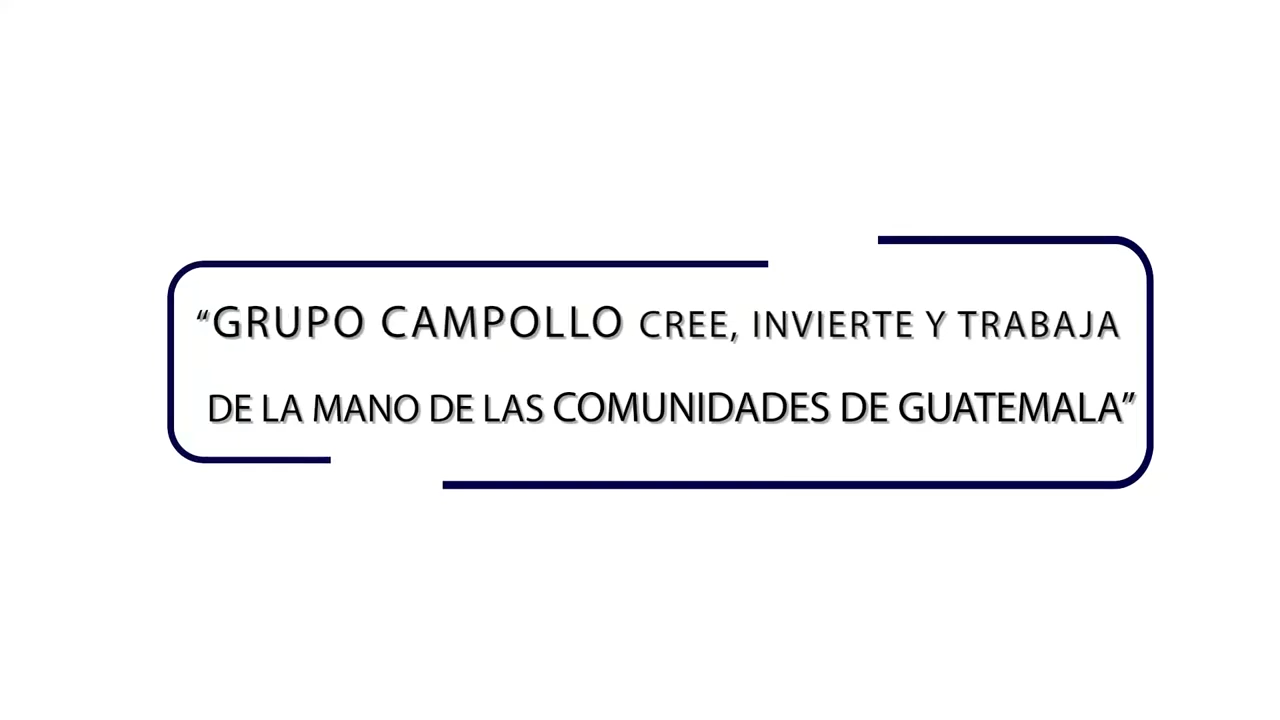 “GRUPO CAMPOLLO CREE, INVIERTE Y TRABAJA
DE LA MANO DE LAS COMUNIDADES DE GUATEMALA”